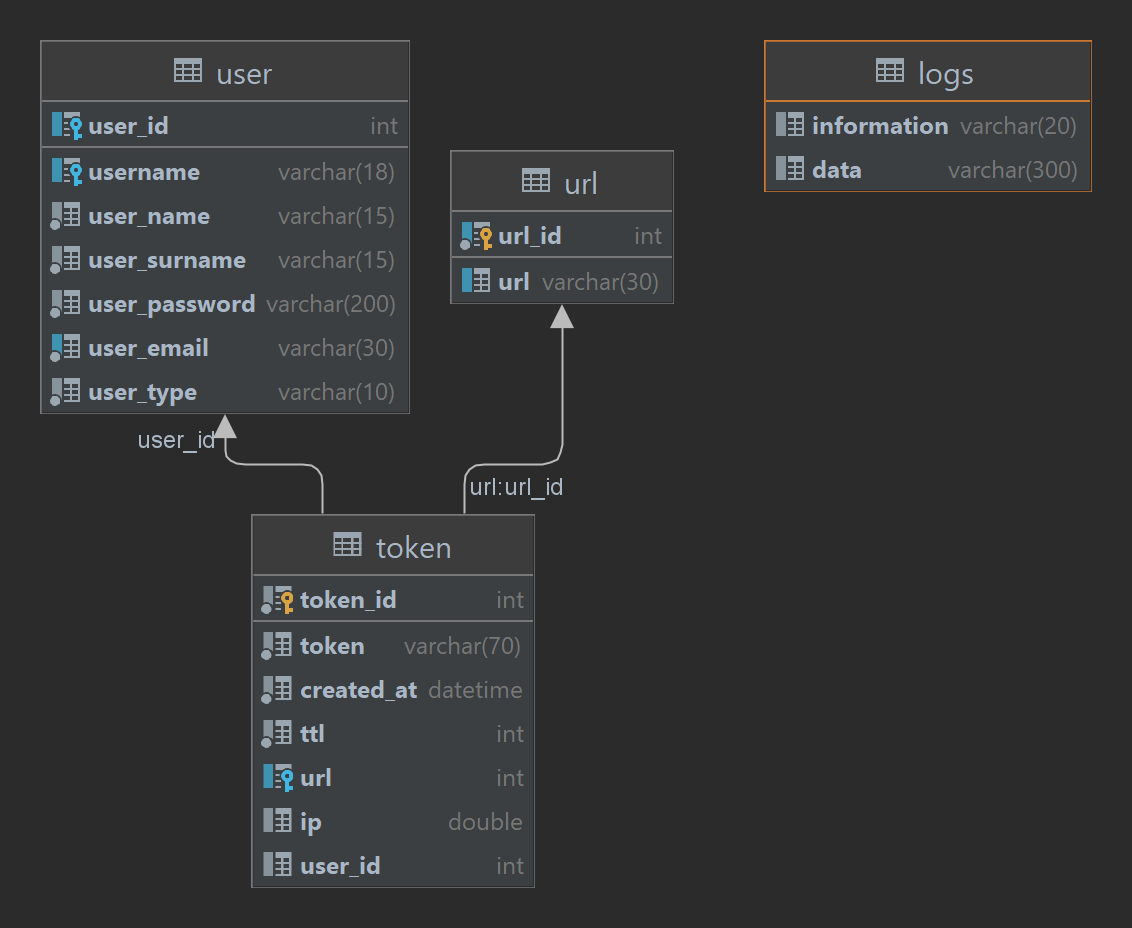 user
user_id int
username varchar(18)
user_name varchar(15)
user_surname varchar(15)
user_password varchar(200)
user_email varchar(30)
user_type varchar(10)
url
url_id int
url varchar(30)
logs
information varchar(20)
data varchar(300)
user_id
url:url_id
token
token_id int
token varchar(70)
created_at datetime
ttl int
url int
ip double
user_id int